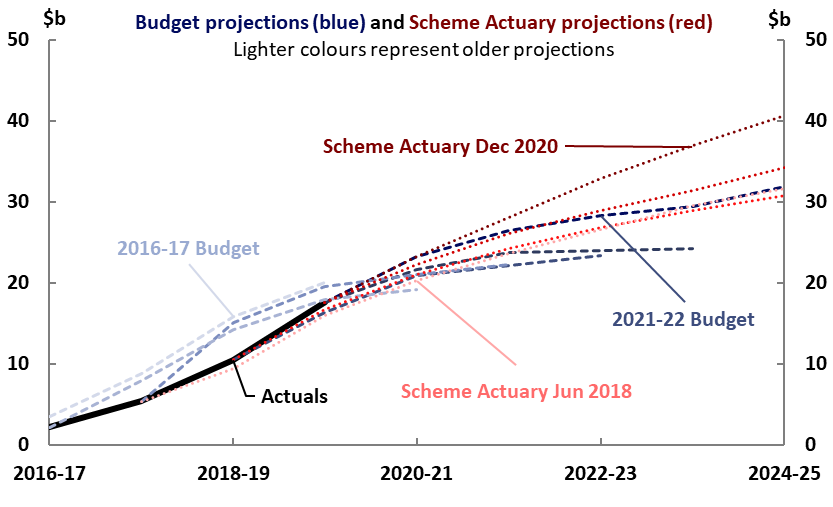 $b Budget projections (blue) and Scheme Actuary projections (red) $b
Lighter colours represent older projections
50 50
40 40
Scheme Actuary Dec 2020
30 30
2016-17 Budget
20 20
2021-22 Budget
10 10
Scheme Actuary Jun 2018
Actuals
0 0
2016-17 2018-19 2020-21 2022-23 2024-25